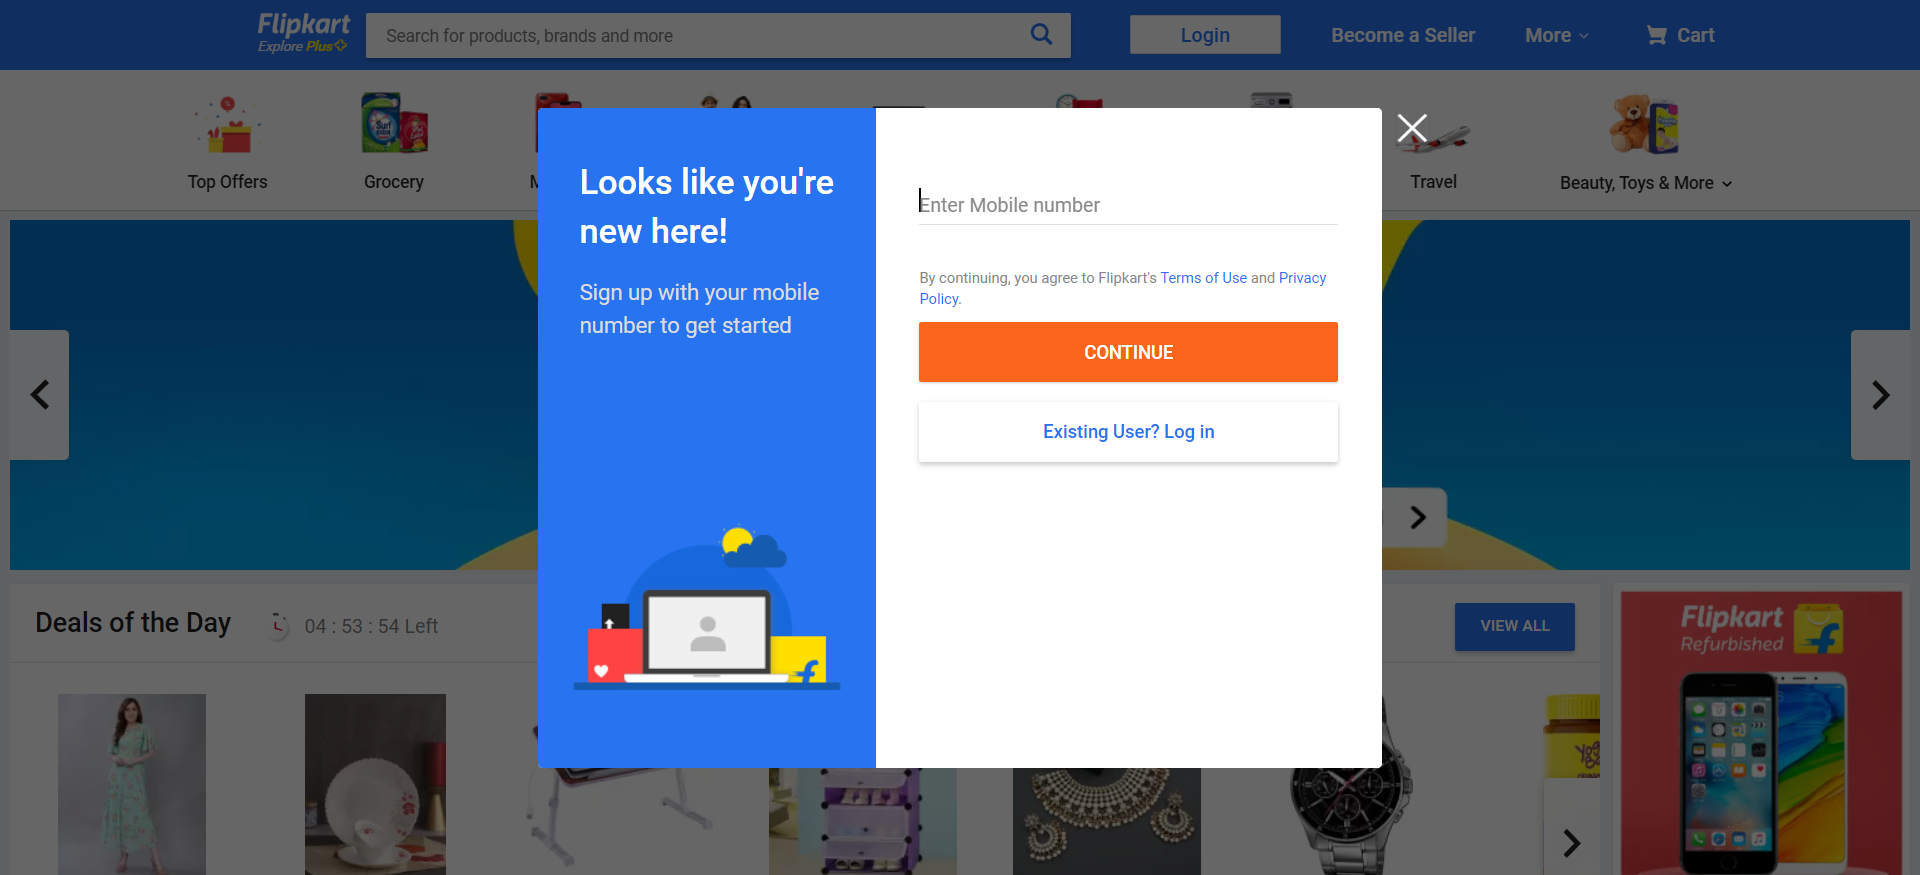 Flipkart
Explore Plus
Search for products, brands and more
Login
Become a Seller
More
Cart
Top Offers
Grocery
M
Travel
Beauty, Toys & More
Looks like you're
new here!
Sign up with your mobile
number to get started
Enter Mobile number
By continuing, you agree to Flipkart's Terms of Use and Privacy
Policy.
CONTINUE
Existing User? Log in
Deals of the Day
04 : 53 : 54 Left
VIEW ALL
Flipkart
Refurbished
Surf